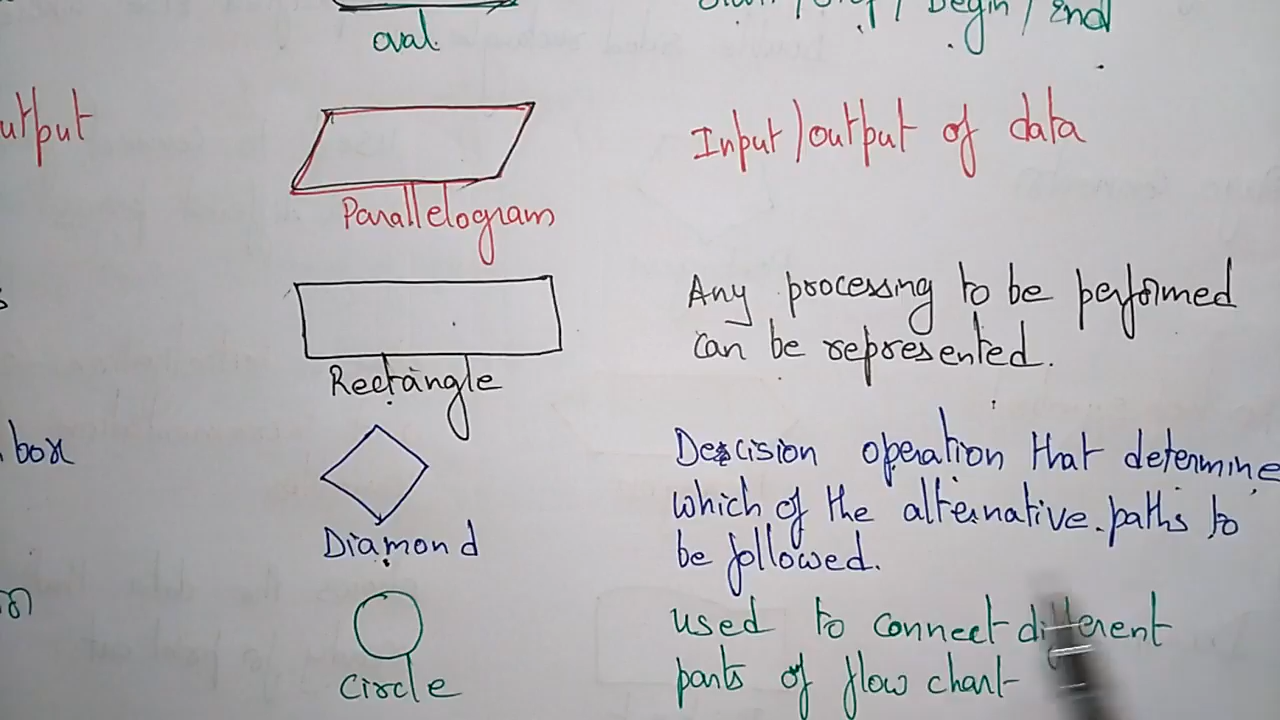 oval
Begin / End
Input/output of data
Parallelogram
Any processing to be performed
can be represented.
Rectangle
box
Descision operation that determine
which of the alternative paths to
be followed.
Diamond
used to connect different
parts of flow chart
Circle